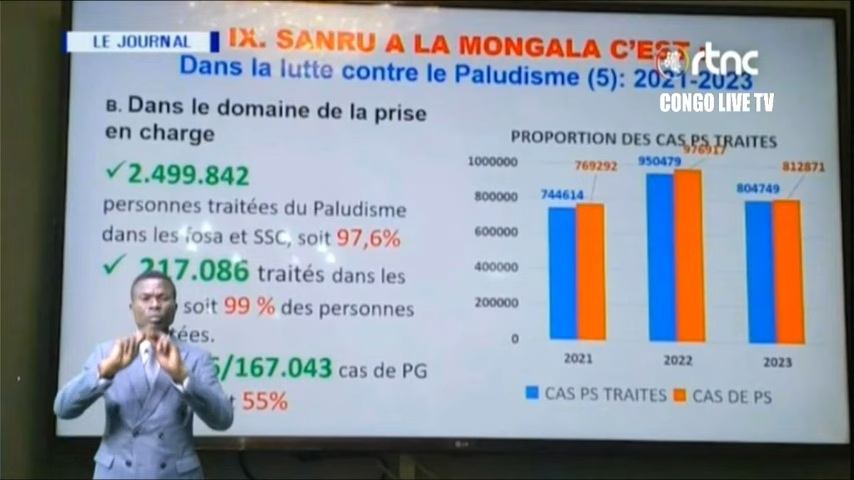 LE JOURNAL
IX. SANRU A LA MONGALA C'EST
rtnc
Dans la lutte contre le Paludisme (5): 2021-2023
CONGO LIVE TV
B. Dans le domaine de la prise
en charge
✓2.499.842
personnes traitées du Paludisme
dans les fosa et SSC, soit 97,6%
✓ 217.086 traités dans les
soit 99 % des personnes
tées.
/167.043 cas de PG
55%
PROPORTION DES CAS PS TRAITES
1000000
800000
600000
400000
200000
0
744614
769292
950479
976917
804749
812871
2021
2022
2023
CAS PS TRAITES
CAS DE PS
LG